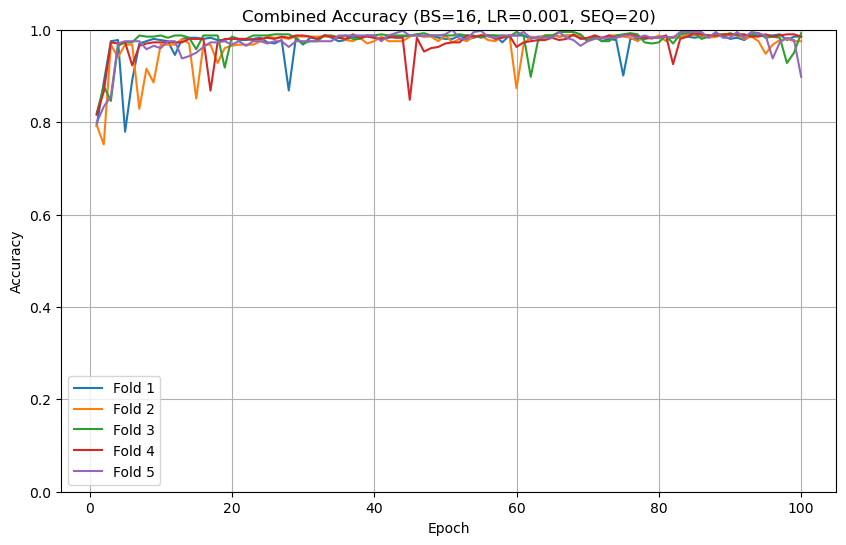 Combined Accuracy (BS=16, LR=0.001, SEQ=20)
1.0
0.8
0.6
0.4
0.2
0.0
Accuracy
Fold 1
Fold 2
Fold 3
Fold 4
Fold 5
0 20 40 60 80 100
Epoch